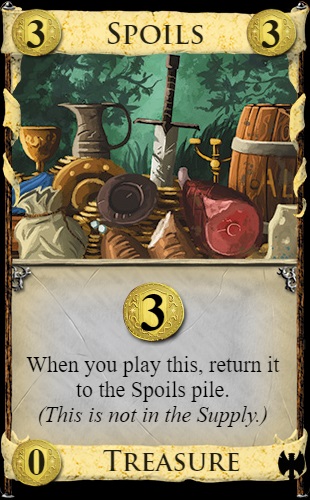 3 SPOILS 3
ALE
3
When you play this, return it
to the Spoils pile.
(This is not in the Supply.)
0 TREASURE